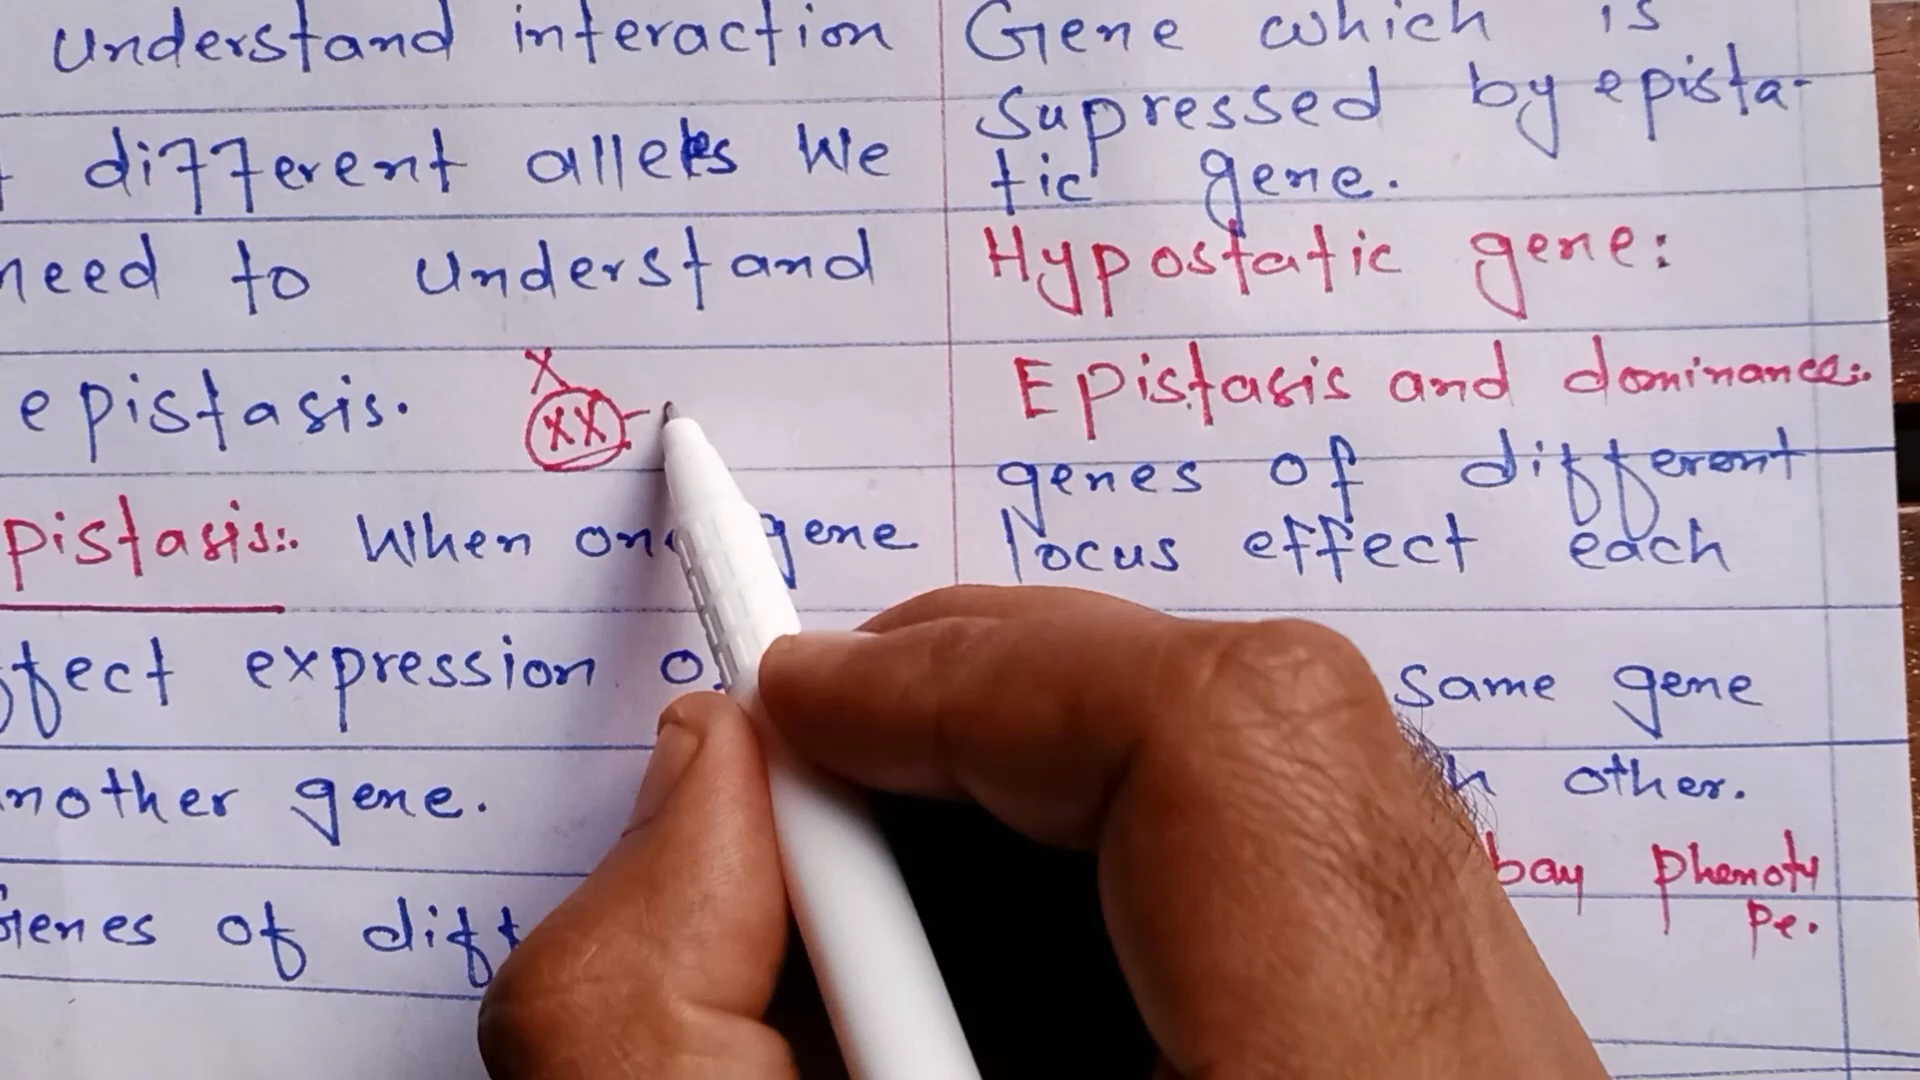 understand interaction
different alleles We
need to understand
epistasis.
X
XX
pistasis:. When one gene
ffect expression
nother gene.
Genes of diff
Gene which is
supressed by epista-
tic gene.
Hypostatic gene:
Epistasis and dominance:.
genes of different
locus effect each
same gene
other.
bay phenoty
pe.